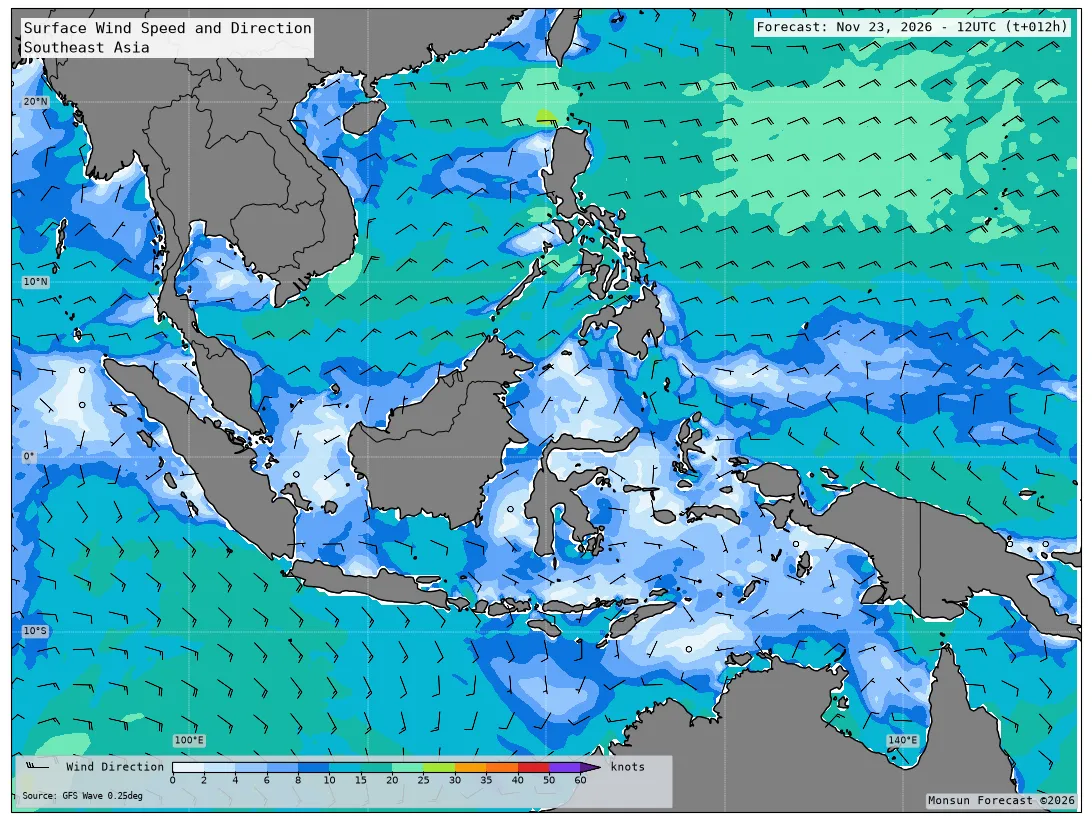 Surface Wind Speed and Direction
Southeast Asia
Forecast: Nov 23, 2026 - 12UTC (t+012h)
20°N
10°N
0°
10°S
100°E
140°E
Wind Direction
0 2 4 6 8 10 15 20 25 30 35 40 50 60
knots
Source: GFS Wave 0.25deg
Monsun Forecast ©2026